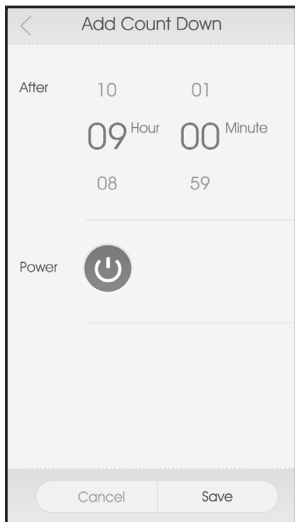 Add Count Down
After 10 01
09 Hour 00 Minute
08 59
Power
Cancel Save